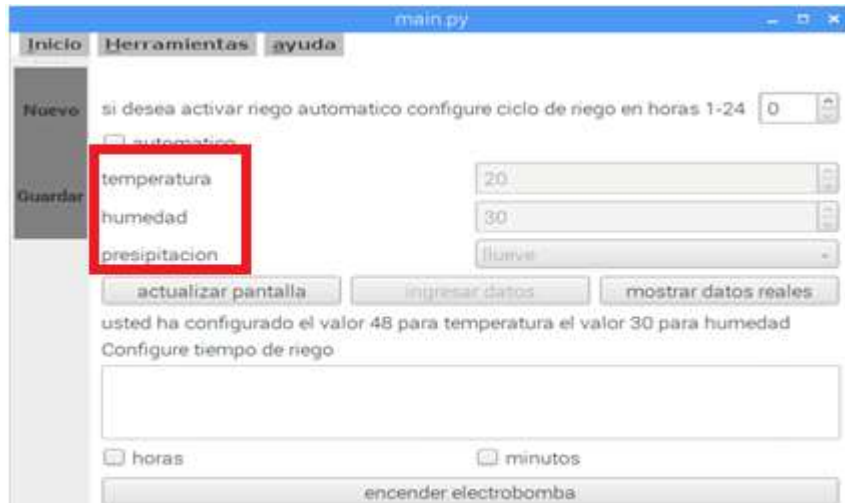 main.py
Inicio Herramientas ayuda
Nuevo
si desea activar riego automatico configure ciclo de riego en horas 1-24 0
automatico
temperatura 20
Guardar
humedad 30
presipitacion llueve
actualizar pantalla ingresar datos mostrar datos reales
usted ha configurado el valor 48 para temperatura el valor 30 para humedad
Configure tiempo de riego
horas minutos
encender electrobomba